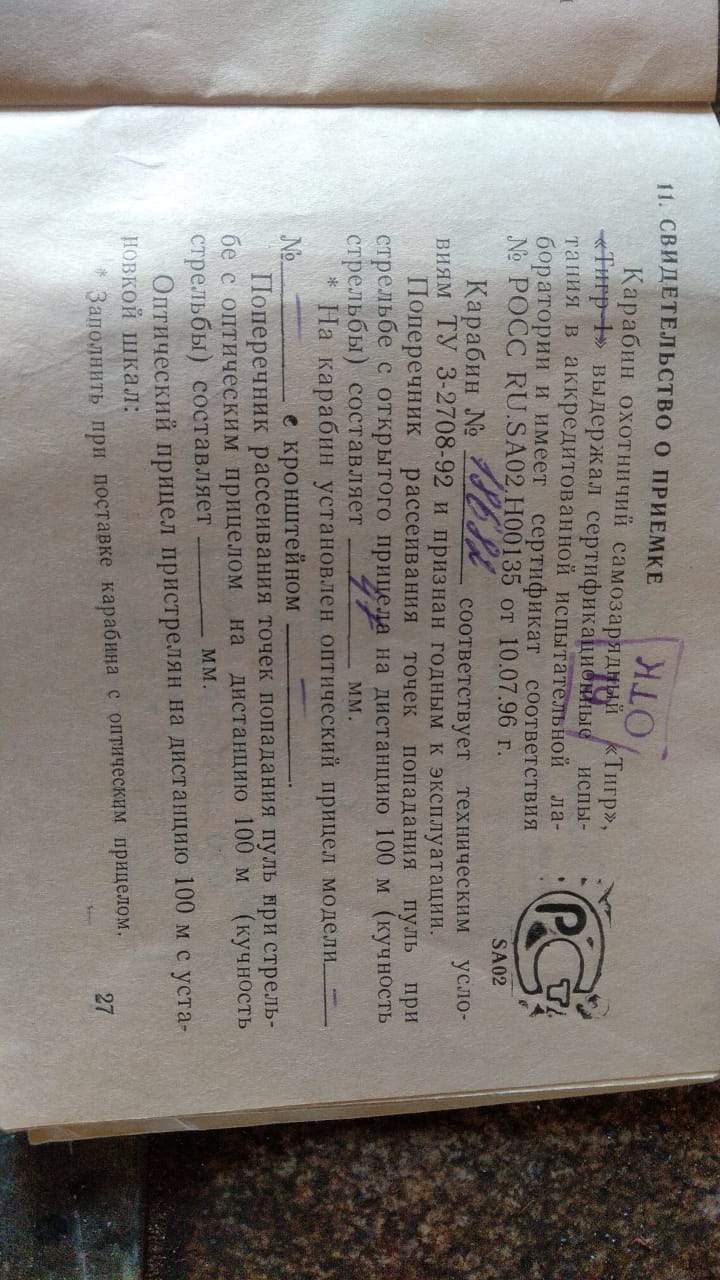 11. СВИДЕТЕЛЬСТВО О ПРИЕМКЕ
Карабин охотничий самозарядный «Тигр»,
«Тигр-1» выдержал сертификационные испы-
тания в аккредитованной испытательной ла-
боратории и имеет сертификат соответствия
№ РОСС RU.SA02.H00135 от 10.07.96 г.
ОТК
РСТ
SA02
Карабин № соответствует техническим усло-
виям ТУ 3-2708-92 и признан годным к эксплуатации.
Поперечник рассеивания точек попадания пуль при
стрельбе с открытого прицела на дистанцию 100 м (кучность
стрельбы) составляет мм.
* На карабин установлен оптический прицел модели
№ с кронштейном .
Поперечник рассеивания точек попадания пуль при стрель-
бе с оптическим прицелом на дистанцию 100 м (кучность
стрельбы) составляет мм.
Оптический прицел пристрелян на дистанцию 100 м с уста-
новкой шкал:
* Заполнить при поставке карабина с оптическим прицелом.
27